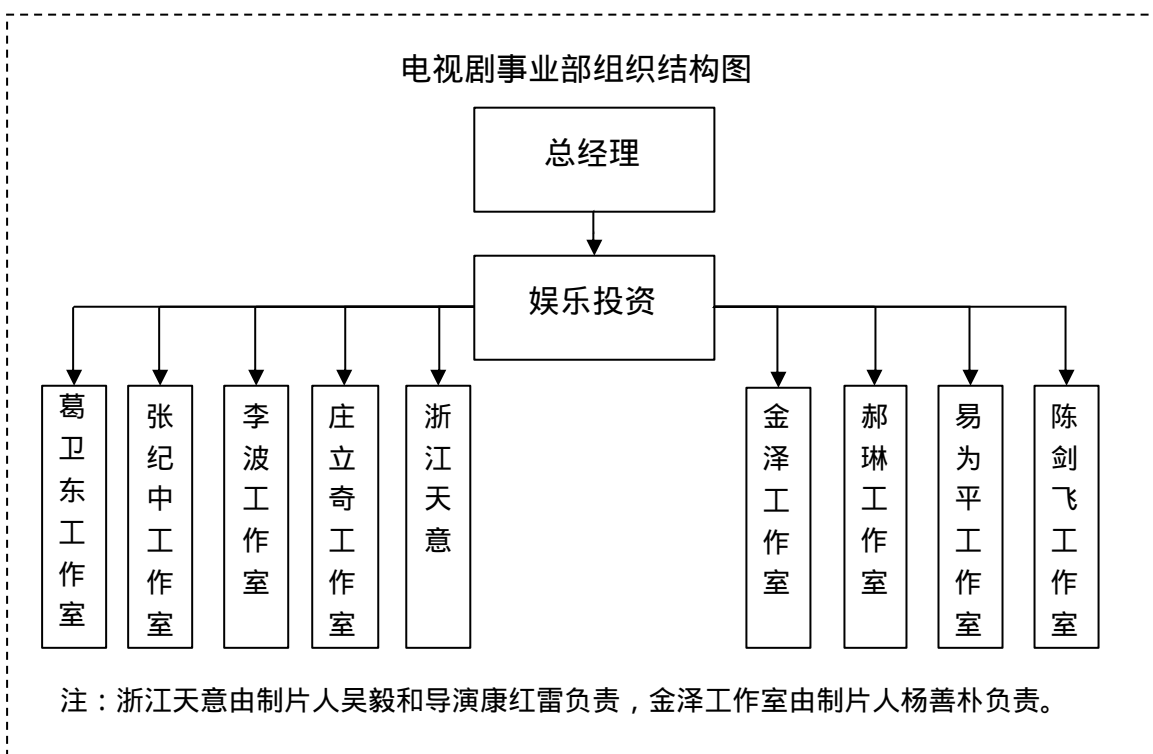 电视剧事业部组织结构图
总经理
娱乐投资
葛卫东工作室
张纪中工作室
李波工作室
庄立奇工作室
浙江天意
金泽工作室
郝琳工作室
易为平工作室
陈剑飞工作室
注：浙江天意由制片人吴毅和导演康红雷负责，金泽工作室由制片人杨善朴负责。